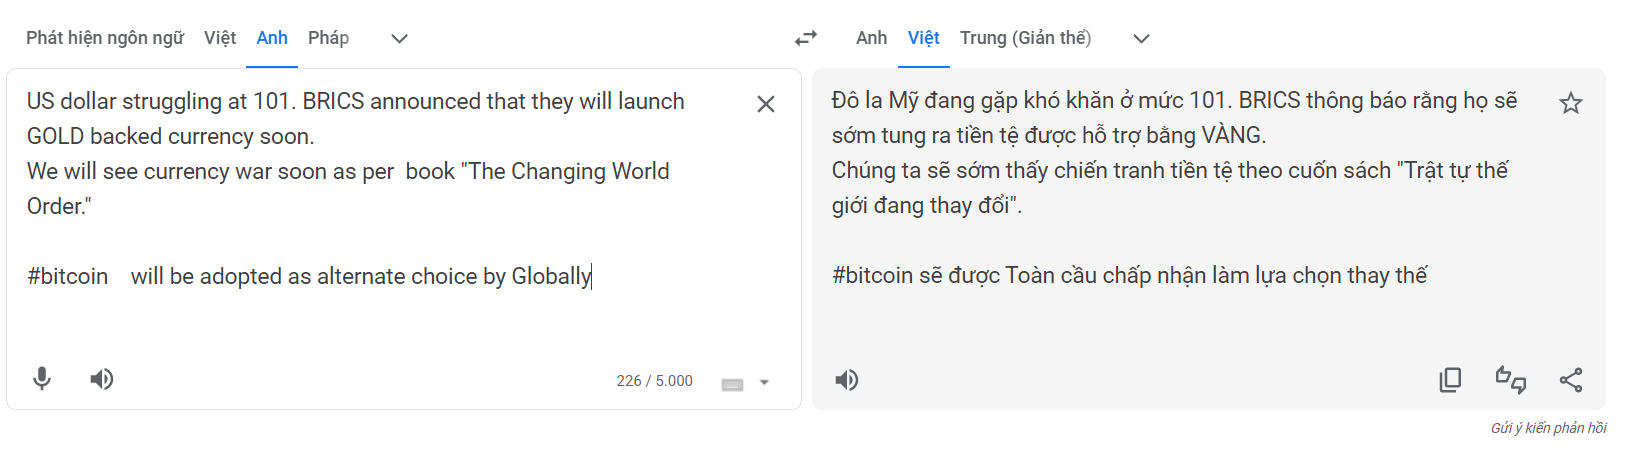 Phát hiện ngôn ngữ Việt Anh Pháp
Anh Việt Trung (Giản thể)
US dollar struggling at 101. BRICS announced that they will launch
GOLD backed currency soon.
We will see currency war soon as per  book "The Changing World
Order."
#bitcoin    will be adopted as alternate choice by Globally
226 / 5.000
Đô la Mỹ đang gặp khó khăn ở mức 101. BRICS thông báo rằng họ sẽ
sớm tung ra tiền tệ được hỗ trợ bằng VÀNG.
Chúng ta sẽ sớm thấy chiến tranh tiền tệ theo cuốn sách "Trật tự thế
giới đang thay đổi".
#bitcoin sẽ được Toàn cầu chấp nhận làm lựa chọn thay thế
Gửi ý kiến phản hồi